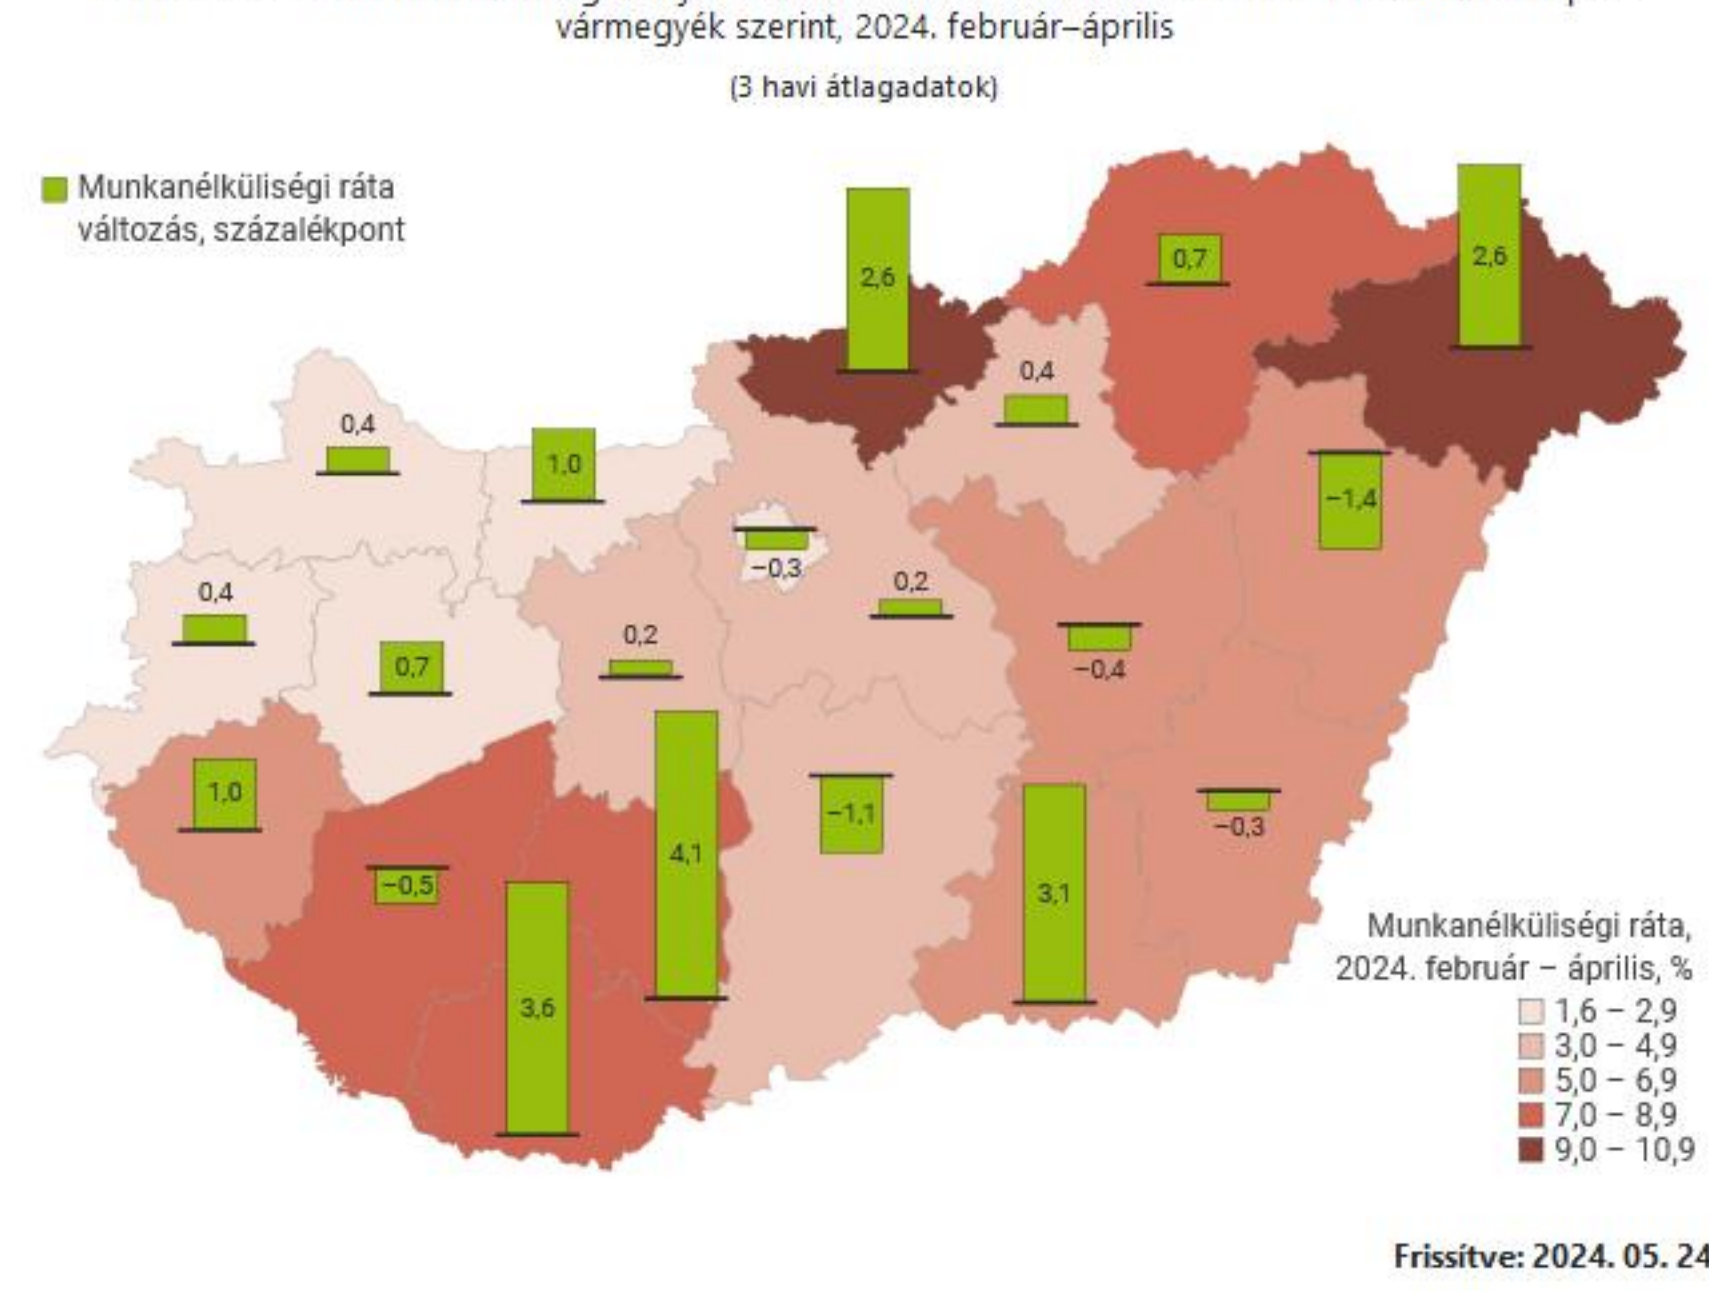 vármegyék szerint, 2024. február–április
(3 havi átlagadatok)
Munkanélküliségi ráta
változás, százalékpont
2,6
2,6
0,7
0,4
0,4
1,0
−1,4
−0,3
0,4
0,2
0,2
0,7
−0,4
1,0
4,1
−1,1
−0,3
−0,5
3,1
3,6
Munkanélküliségi ráta,
2024. február – április, %
1,6 – 2,9
3,0 – 4,9
5,0 – 6,9
7,0 – 8,9
9,0 – 10,9
Frissítve: 2024. 05. 24